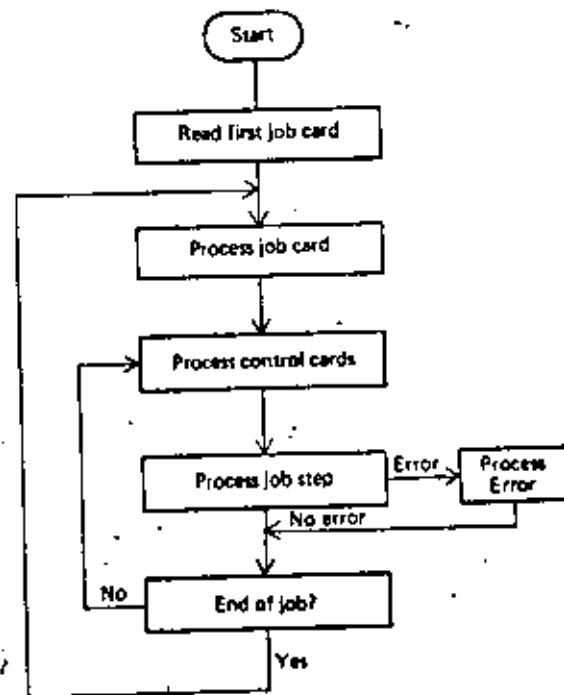 Start
Read first job card
Process job card
Process control cards
Process job step
Error
Process
Error
No error
End of job?
No
Yes
?